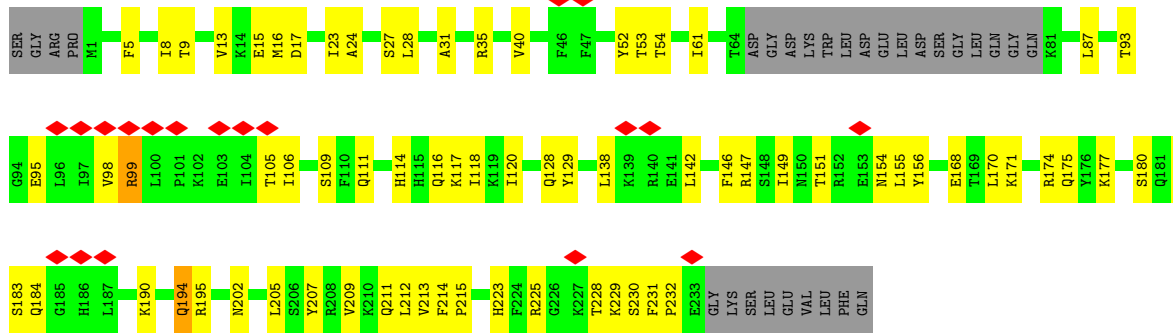 SER GLY ARG PRO M1 F5 I8 T9 V13 K14 E15 M16 D17 I23 A24 S27 L28 A31 R35 V40 F46 F47 Y52 T53 T54 I61 T64 ASP GLY ASP LYS TRP LEU ASP GLU LEU ASP SER GLY LEU GLN GLY GLN K81 L87 T93
G94 E95 L96 I97 V98 R99 L100 P101 K102 E103 I104 T105 I106 S109 F110 Q111 H114 H115 Q116 K117 I118 K119 I120 Q128 Y129 L138 K139 R140 E141 L142 F146 R147 S148 I149 N150 T151 R152 E153 N154 L155 Y156 E168 T169 L170 K171 R174 Q175 Y176 K177 S180 Q181
S183 Q184 G185 H186 L187 K190 Q194 R195 N202 L205 S206 Y207 R208 V209 K210 Q211 L212 V213 F214 P215 H223 F224 R225 G226 K227 T228 K229 S230 F231 P232 E233 GLY LYS SER LEU GLU VAL LEU PHE GLN